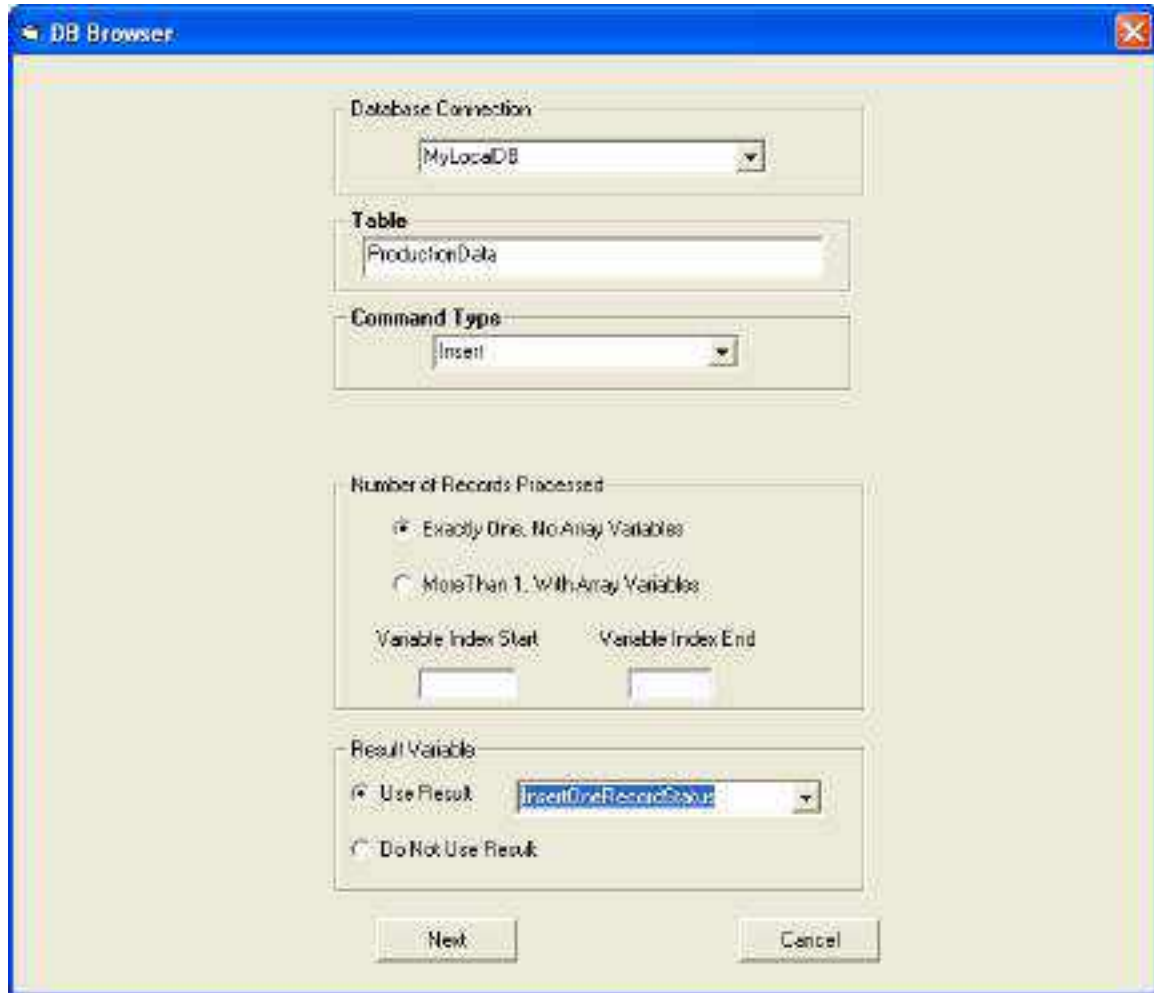 DB Browser
Database Connection
MyLocalDB
Table
ProductionData
Command Type
Insert
Number of Records Processed
Exactly One. No Array Variables
MoreThan 1. With Array Variables
Variable Index Start Variable Index End
Result Variable
Use Result InsertOneRecordStatus
Do Not Use Result
Next Cancel